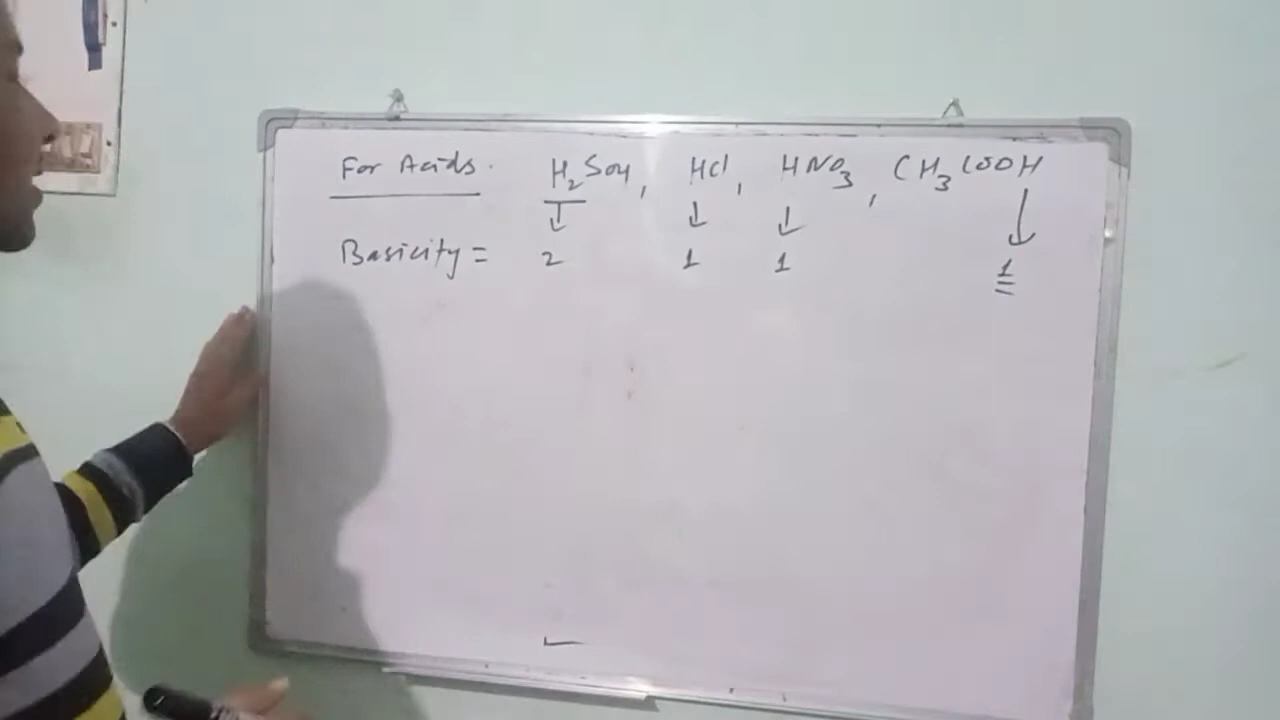 For Acids. H₂SO4, HCl, HNO₃, CH₃COOH
Basicity = 2 1 1 1